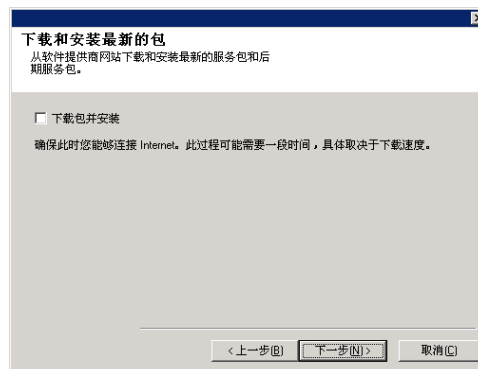 下载和安装最新的包
从软件提供商网站下载和安装最新的服务包和后
期服务包。
下载包并安装
确保此时您能够连接 Internet。此过程可能需要一段时间，具体取决于下载速度。
<上一步(B)
下一步(N)>
取消(C)